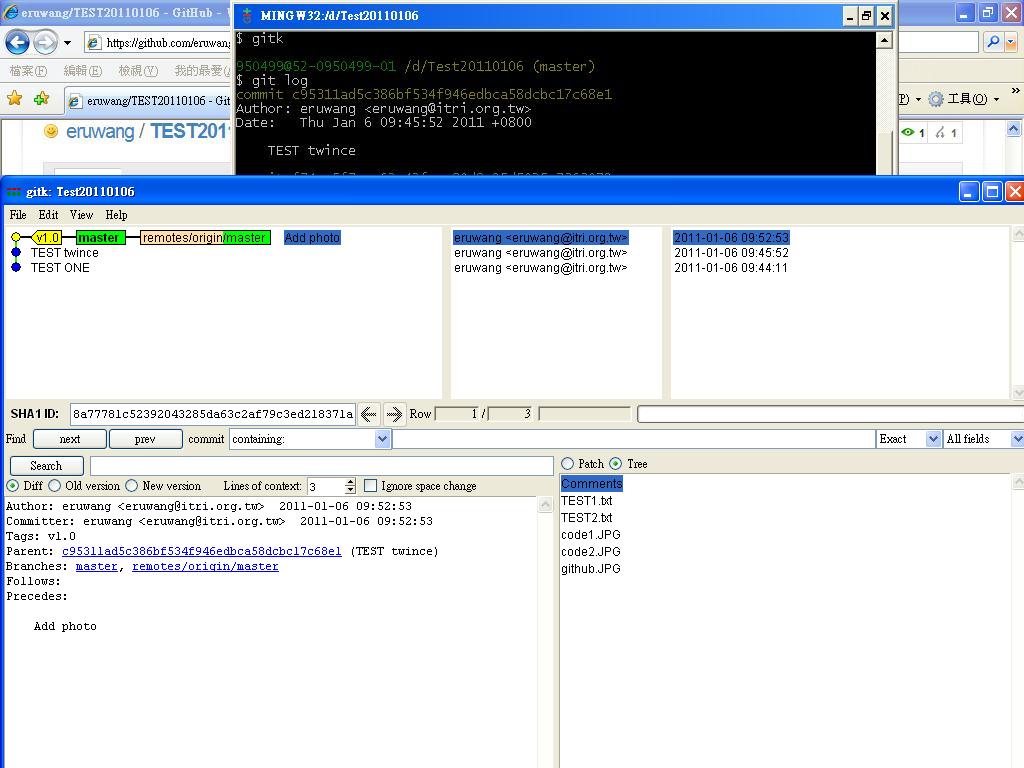 eruwang/TEST20110106 - GitHub -
https://github.com/eruwang
檔案(F) 編輯(E) 檢視(V) 我的最愛
eruwang/TEST20110106 - Git
工具(O)
eruwang / TEST201
1 1
MINGW32:/d/Test20110106
$ gitk
950499@52-0950499-01 /d/Test20110106 (master)
$ git log
commit c95311ad5c386bf534f946edbca58dcbc17c68e1
Author: eruwang <eruwang@itri.org.tw>
Date: Thu Jan 6 09:45:52 2011 +0800
TEST twince
gitk: Test20110106
File Edit View Help
v1.0 master remotes/origin/master Add photo eruwang <eruwang@itri.org.tw> 2011-01-06 09:52:53
TEST twince eruwang <eruwang@itri.org.tw> 2011-01-06 09:45:52
TEST ONE eruwang <eruwang@itri.org.tw> 2011-01-06 09:44:11
SHA1 ID: 8a77781c52392043285da63c2af79c3ed218371a Row 1 / 3
Find next prev commit containing: Exact All fields
Search Patch Tree
Diff Old version New version Lines of context: 3 Ignore space change
Author: eruwang <eruwang@itri.org.tw> 2011-01-06 09:52:53
Committer: eruwang <eruwang@itri.org.tw> 2011-01-06 09:52:53
Tags: v1.0
Parent: c95311ad5c386bf534f946edbca58dcbc17c68e1 (TEST twince)
Branches: master, remotes/origin/master
Follows:
Precedes:
Add photo
Comments
TEST1.txt
TEST2.txt
code1.JPG
code2.JPG
github.JPG